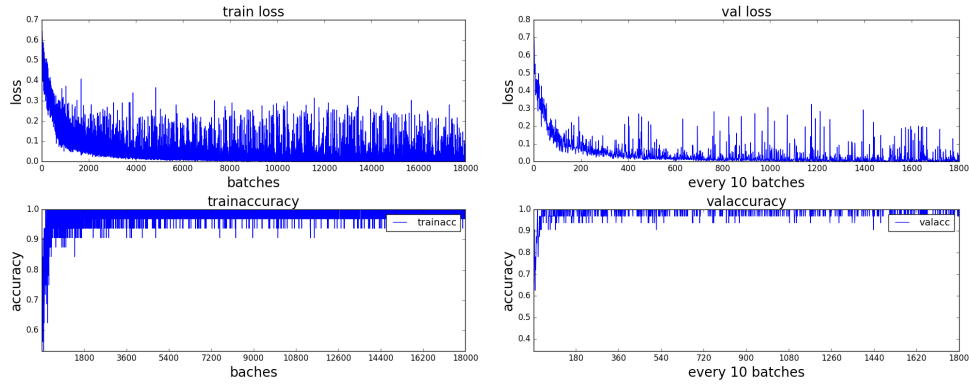 train loss
loss
0.7
0.6
0.5
0.4
0.3
0.2
0.1
0.0
0 2000 4000 6000 8000 10000 12000 14000 16000 18000
batches
val loss
loss
0.8
0.7
0.6
0.5
0.4
0.3
0.2
0.1
0.0
0 200 400 600 800 1000 1200 1400 1600 1800
every 10 batches
trainaccuracy
accuracy
1.0
0.9
0.8
0.7
0.6
trainacc
1800 3600 5400 7200 9000 10800 12600 14400 16200 18000
baches
valaccuracy
accuracy
1.0
0.9
0.8
0.7
0.6
0.5
0.4
valacc
180 360 540 720 900 1080 1260 1440 1620 1800
every 10 batches